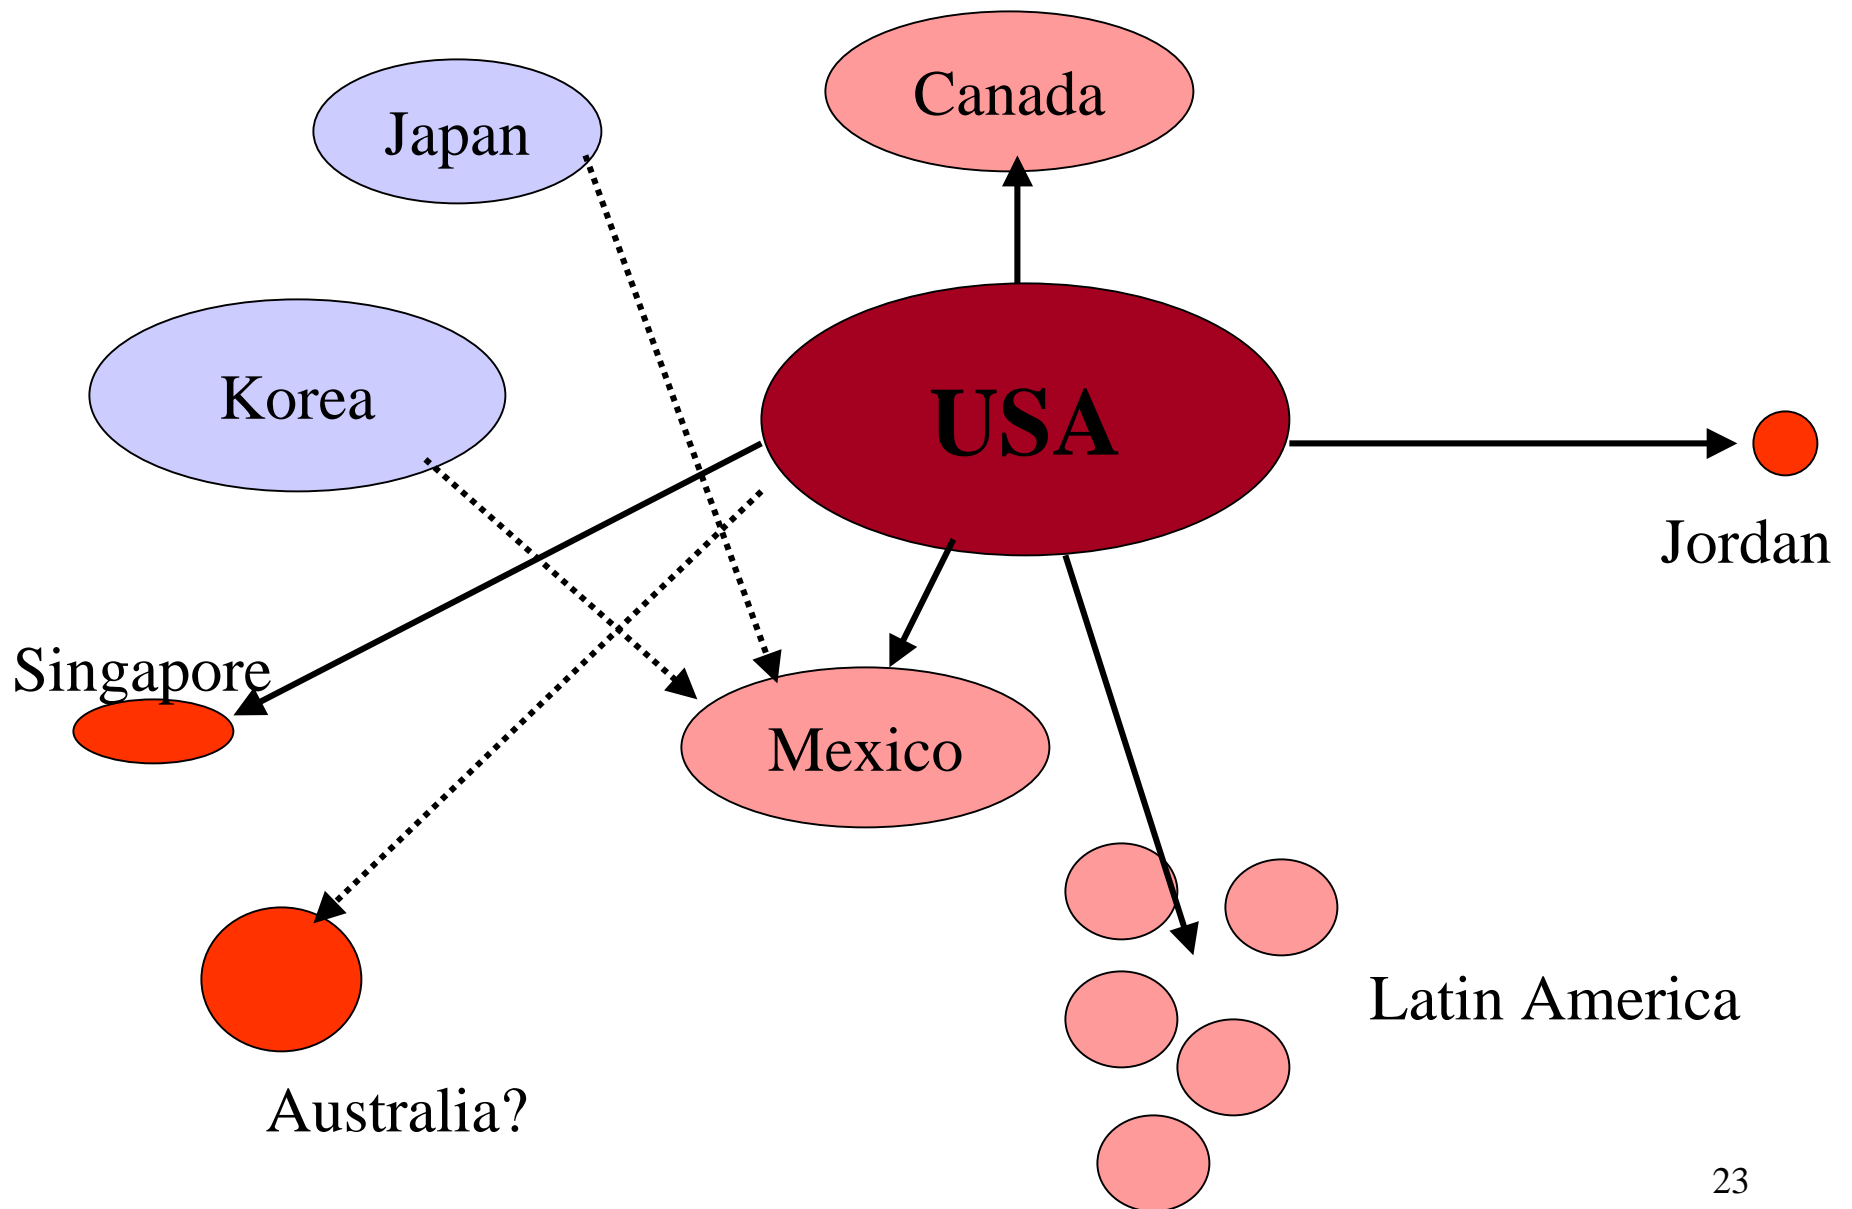 Canada
Japan
Korea
USA
Jordan
Singapore
Mexico
Latin America
Australia?
23